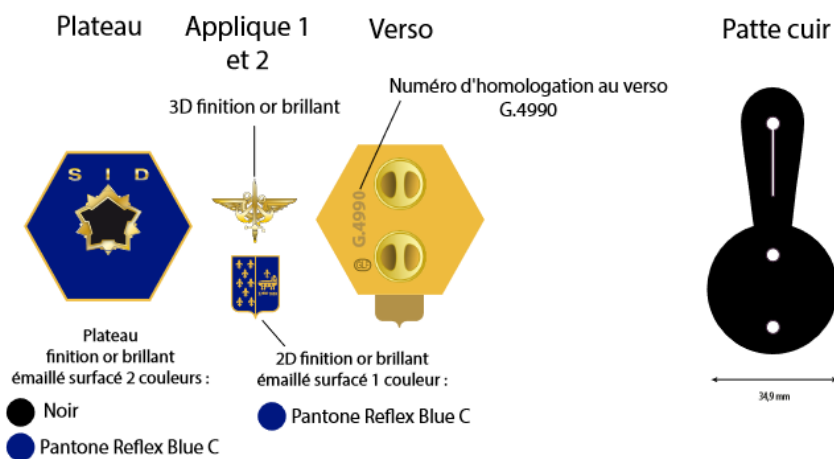 Plateau
Applique 1
et 2
Verso
Patte cuir
Numéro d'homologation au verso
G.4990
3D finition or brillant
S I D
G.4990
Plateau
finition or brillant
émaillé surfacé 2 couleurs :
Noir
Pantone Reflex Blue C
2D finition or brillant
émaillé surfacé 1 couleur :
Pantone Reflex Blue C
34,9 mm